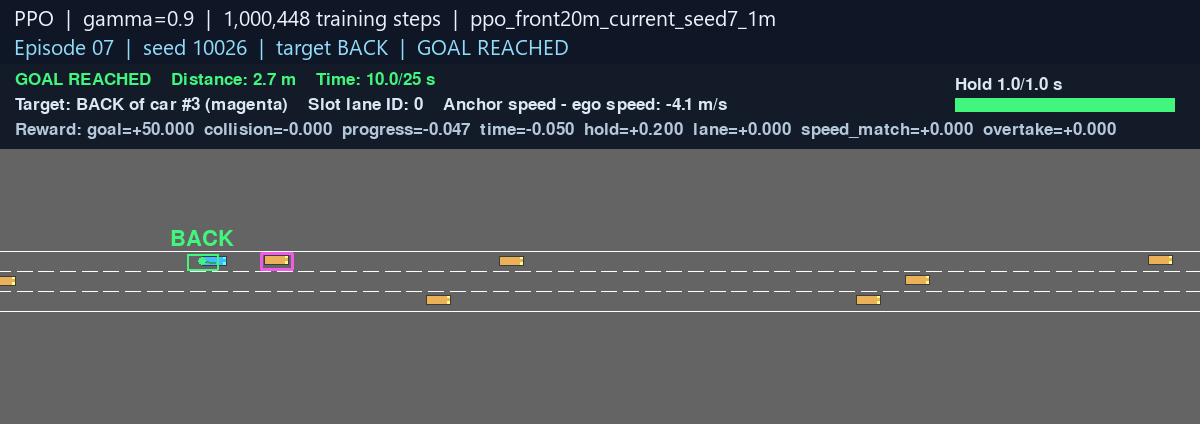 PPO | gamma=0.9 | 1,000,448 training steps | ppo_front20m_current_seed7_1m
Episode 07 | seed 10026 | target BACK | GOAL REACHED
GOAL REACHED Distance: 2.7 m Time: 10.0/25 s
Hold 1.0/1.0 s
Target: BACK of car #3 (magenta) Slot lane ID: 0 Anchor speed - ego speed: -4.1 m/s
Reward: goal=+50.000 collision=-0.000 progress=-0.047 time=-0.050 hold=+0.200 lane=+0.000 speed_match=+0.000 overtake=+0.000
BACK